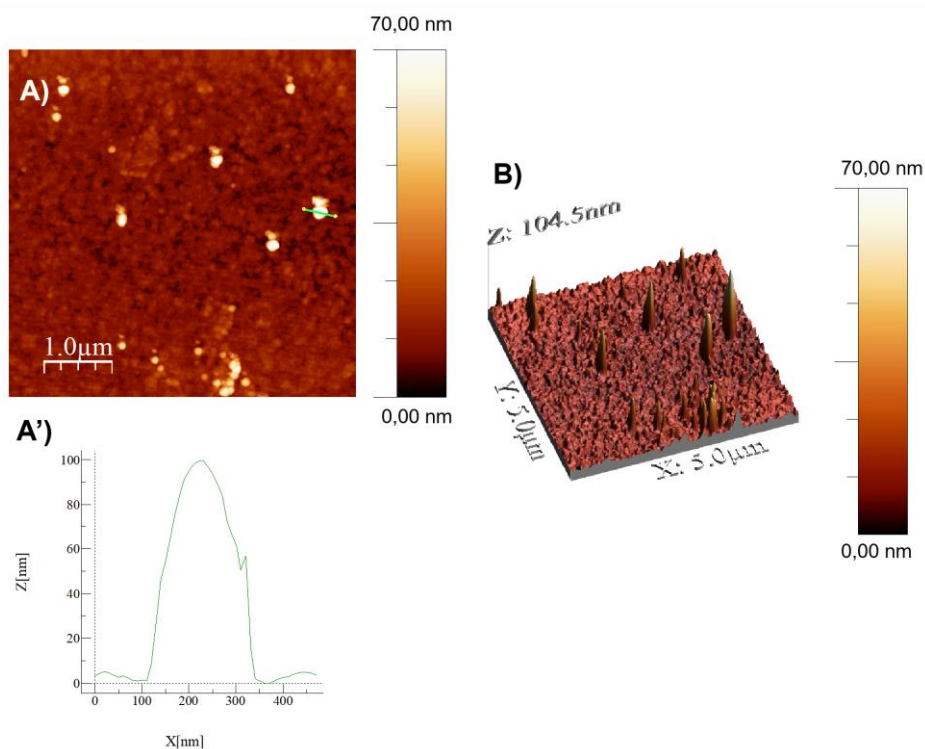 70,00 nm
A)
1.0μm
0,00 nm
B)
70,00 nm
Z: 104.5nm
Y: 5.0μm
X: 5.0μm
0,00 nm
A')
100
80
60
40
20
0
Z[nm]
0 100 200 300 400
X[nm]